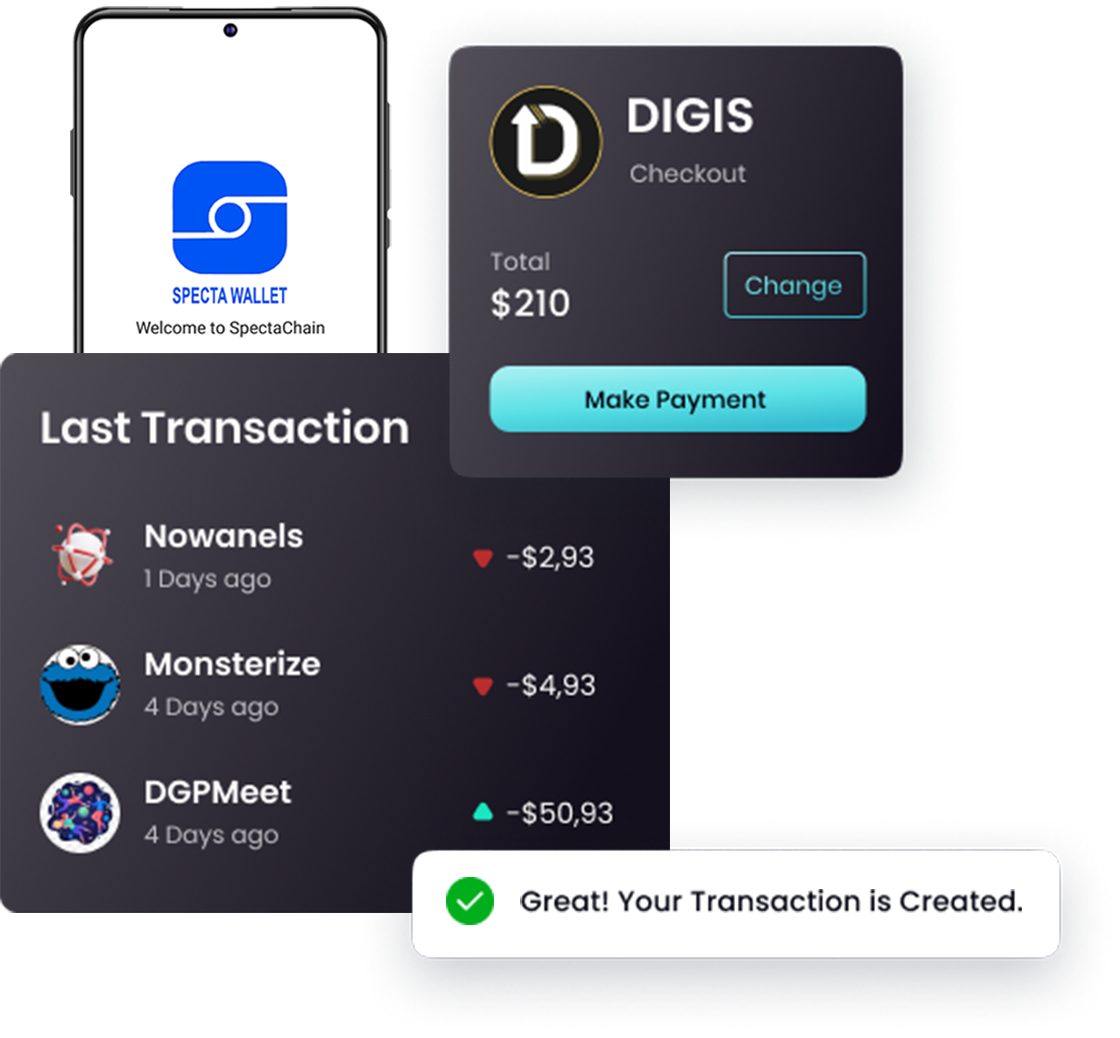 SPECTA WALLET
Welcome to SpectaChain
DIGIS
Checkout
Total
$210
Change
Make Payment
Last Transaction
Nowanels
1 Days ago
-$2,93
Monsterize
4 Days ago
-$4,93
DGPMeet
4 Days ago
-$50,93
Great! Your Transaction is Created.